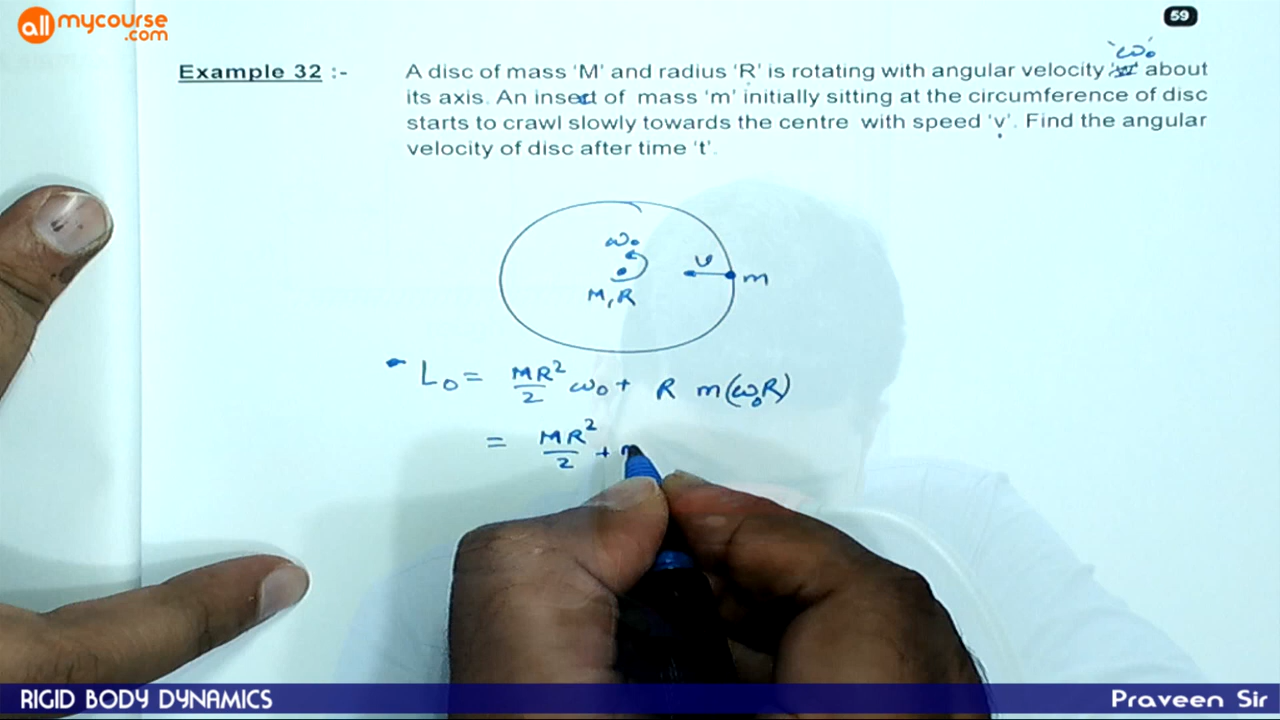 all mycourse .com
59
'ω₀'
Example 32 :- A disc of mass 'M' and radius 'R' is rotating with angular velocity about
its axis. An insect of mass 'm' initially sitting at the circumference of disc
starts to crawl slowly towards the centre with speed 'v'. Find the angular
velocity of disc after time 't'.
ω₀
v
m
M, R
L₀ = MR²/2 ω₀ + R m(ω₀R)
= MR²/2 +
RIGID BODY DYNAMICS
Praveen Sir